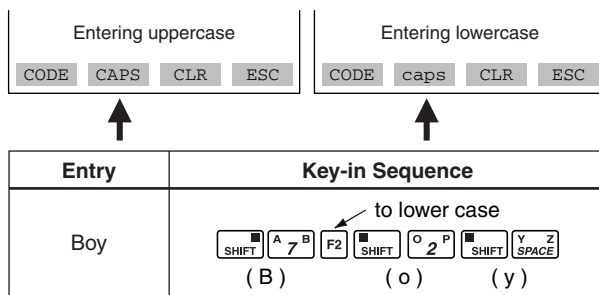 Entering uppercase
CODE CAPS CLR ESC
Entering lowercase
CODE caps CLR ESC
Entry Key-in Sequence
to lower case
Boy SHIFT A 7 B F2 SHIFT O 2 P SHIFT Y Z SPACE
( B ) ( o ) ( y )